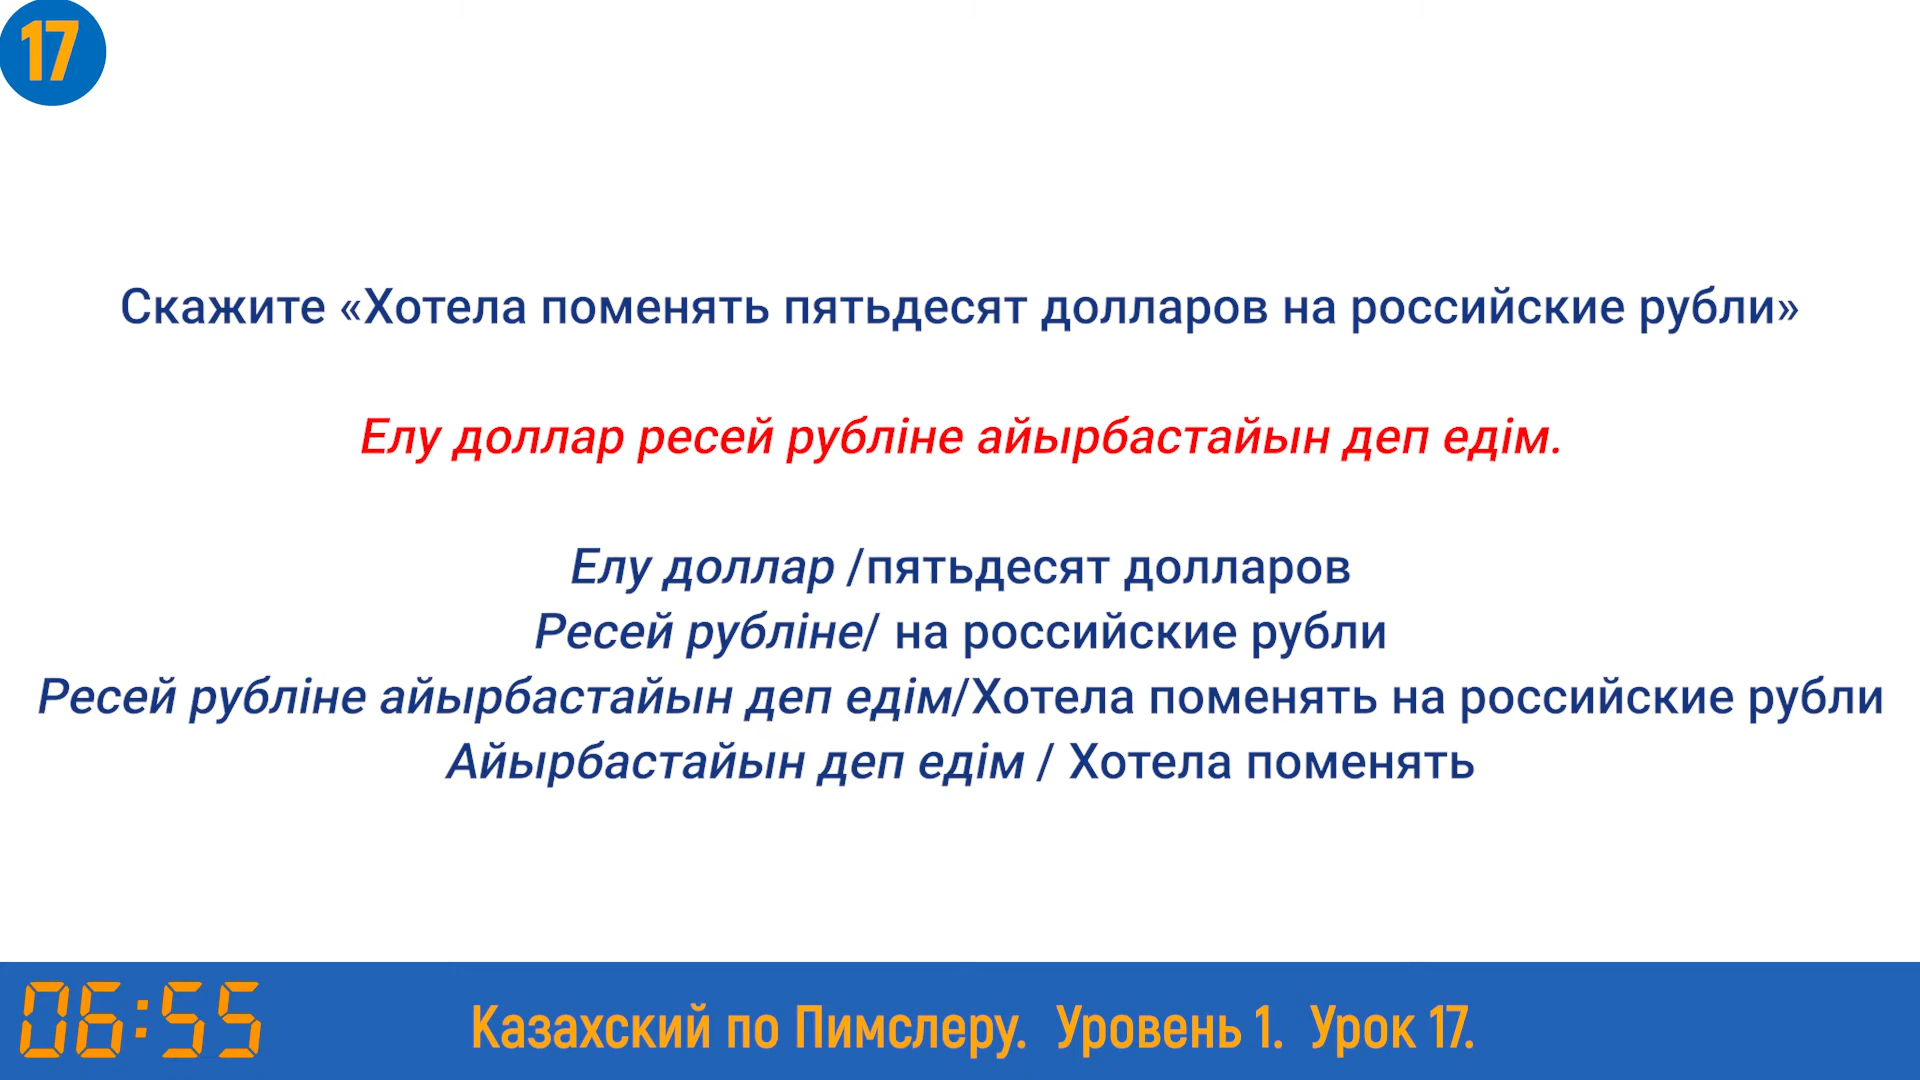 17
Скажите «Хотела поменять пятьдесят долларов на российские рубли»
Елу доллар ресей рубліне айырбастайын деп едім.
Елу доллар /пятьдесят долларов
Ресей рубліне/ на российские рубли
Ресей рубліне айырбастайын деп едім/Хотела поменять на российские рубли
Айырбастайын деп едім / Хотела поменять
06:55
Казахский по Пимслеру. Уровень 1. Урок 17.